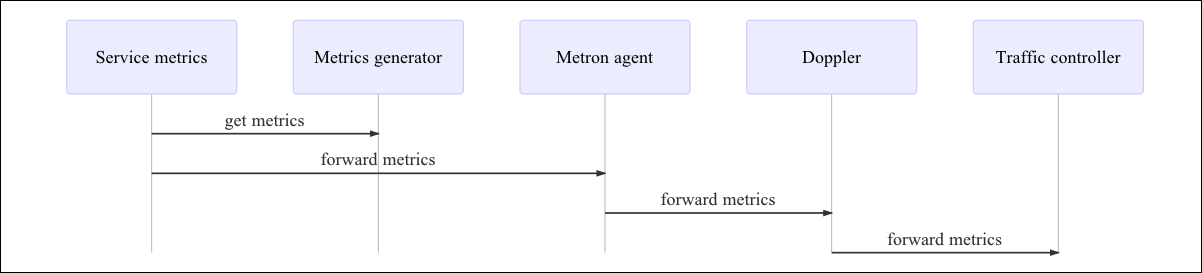 Service metrics
Metrics generator
Metron agent
Doppler
Traffic controller
get metrics
forward metrics
forward metrics
forward metrics